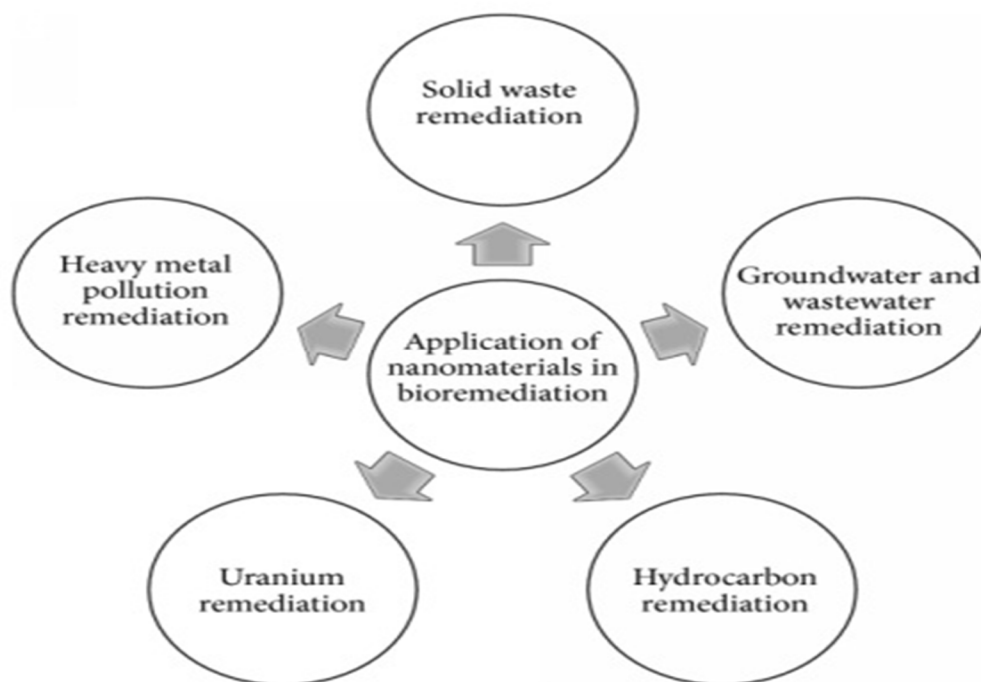 Solid waste
remediation
Heavy metal
pollution
remediation
Groundwater and
wastewater
remediation
Application of
nanomaterials in
bioremediation
Uranium
remediation
Hydrocarbon
remediation